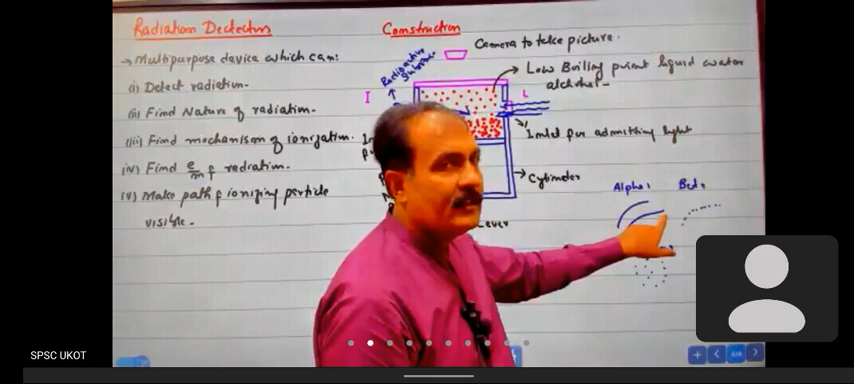 Radiation Dectectors
→ Multipurpose device which can:
(i) Detect radiation.
(ii) Find Nature of radiation.
(iii) Find mechanism of ionization.
(iv) Find e/m of radiation.
(v) Make path of ionizing particle
visible.
Construction
Camera to take picture.
Radioactive
Substance
Low Boiling point liquid water
alchohol
I
L
Inlet for admitting light
Cylinder
Alpha
Beta
SPSC UKOT